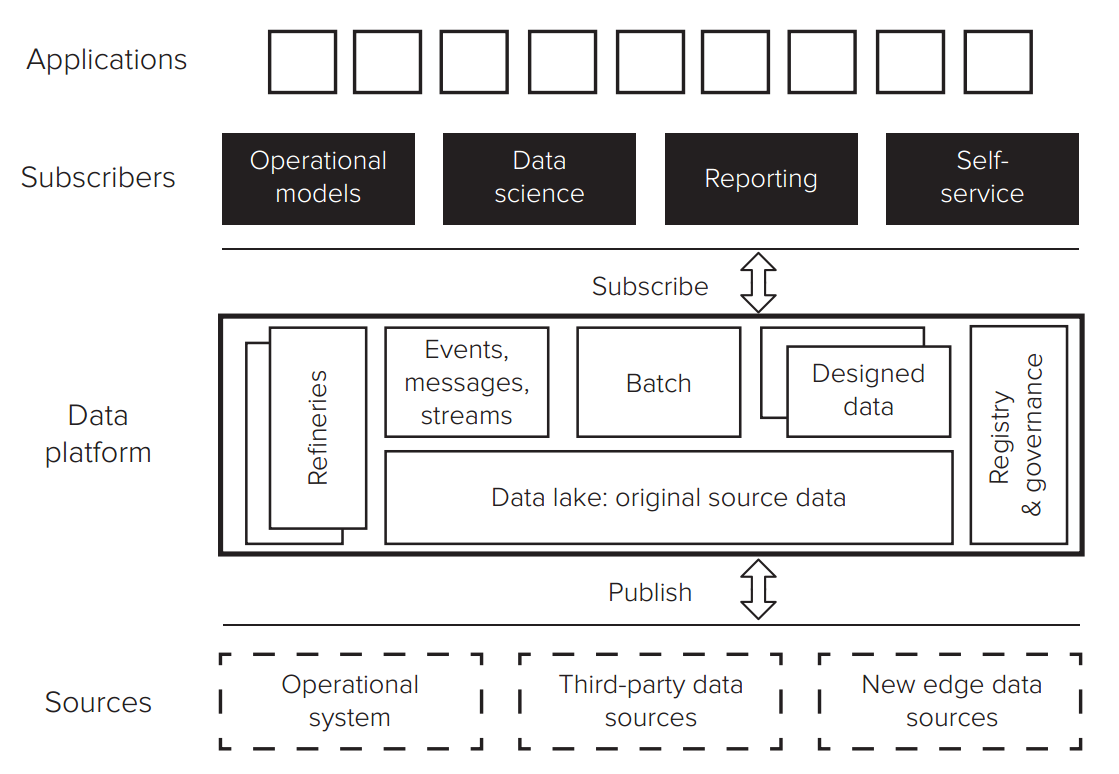 Applications
Subscribers
Operational
models
Data
science
Reporting
Self-
service
Subscribe
Data
platform
Refineries
Events,
messages,
streams
Batch
Designed
data
Registry
& governance
Data lake: original source data
Publish
Sources
Operational
system
Third-party data
sources
New edge data
sources